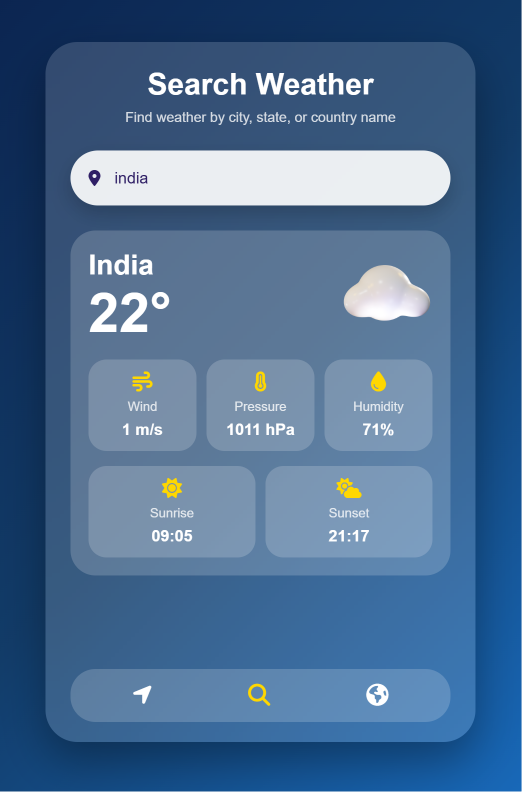 Search Weather
Find weather by city, state, or country name
india
India
22°
Wind
1 m/s
Pressure
1011 hPa
Humidity
71%
Sunrise
09:05
Sunset
21:17